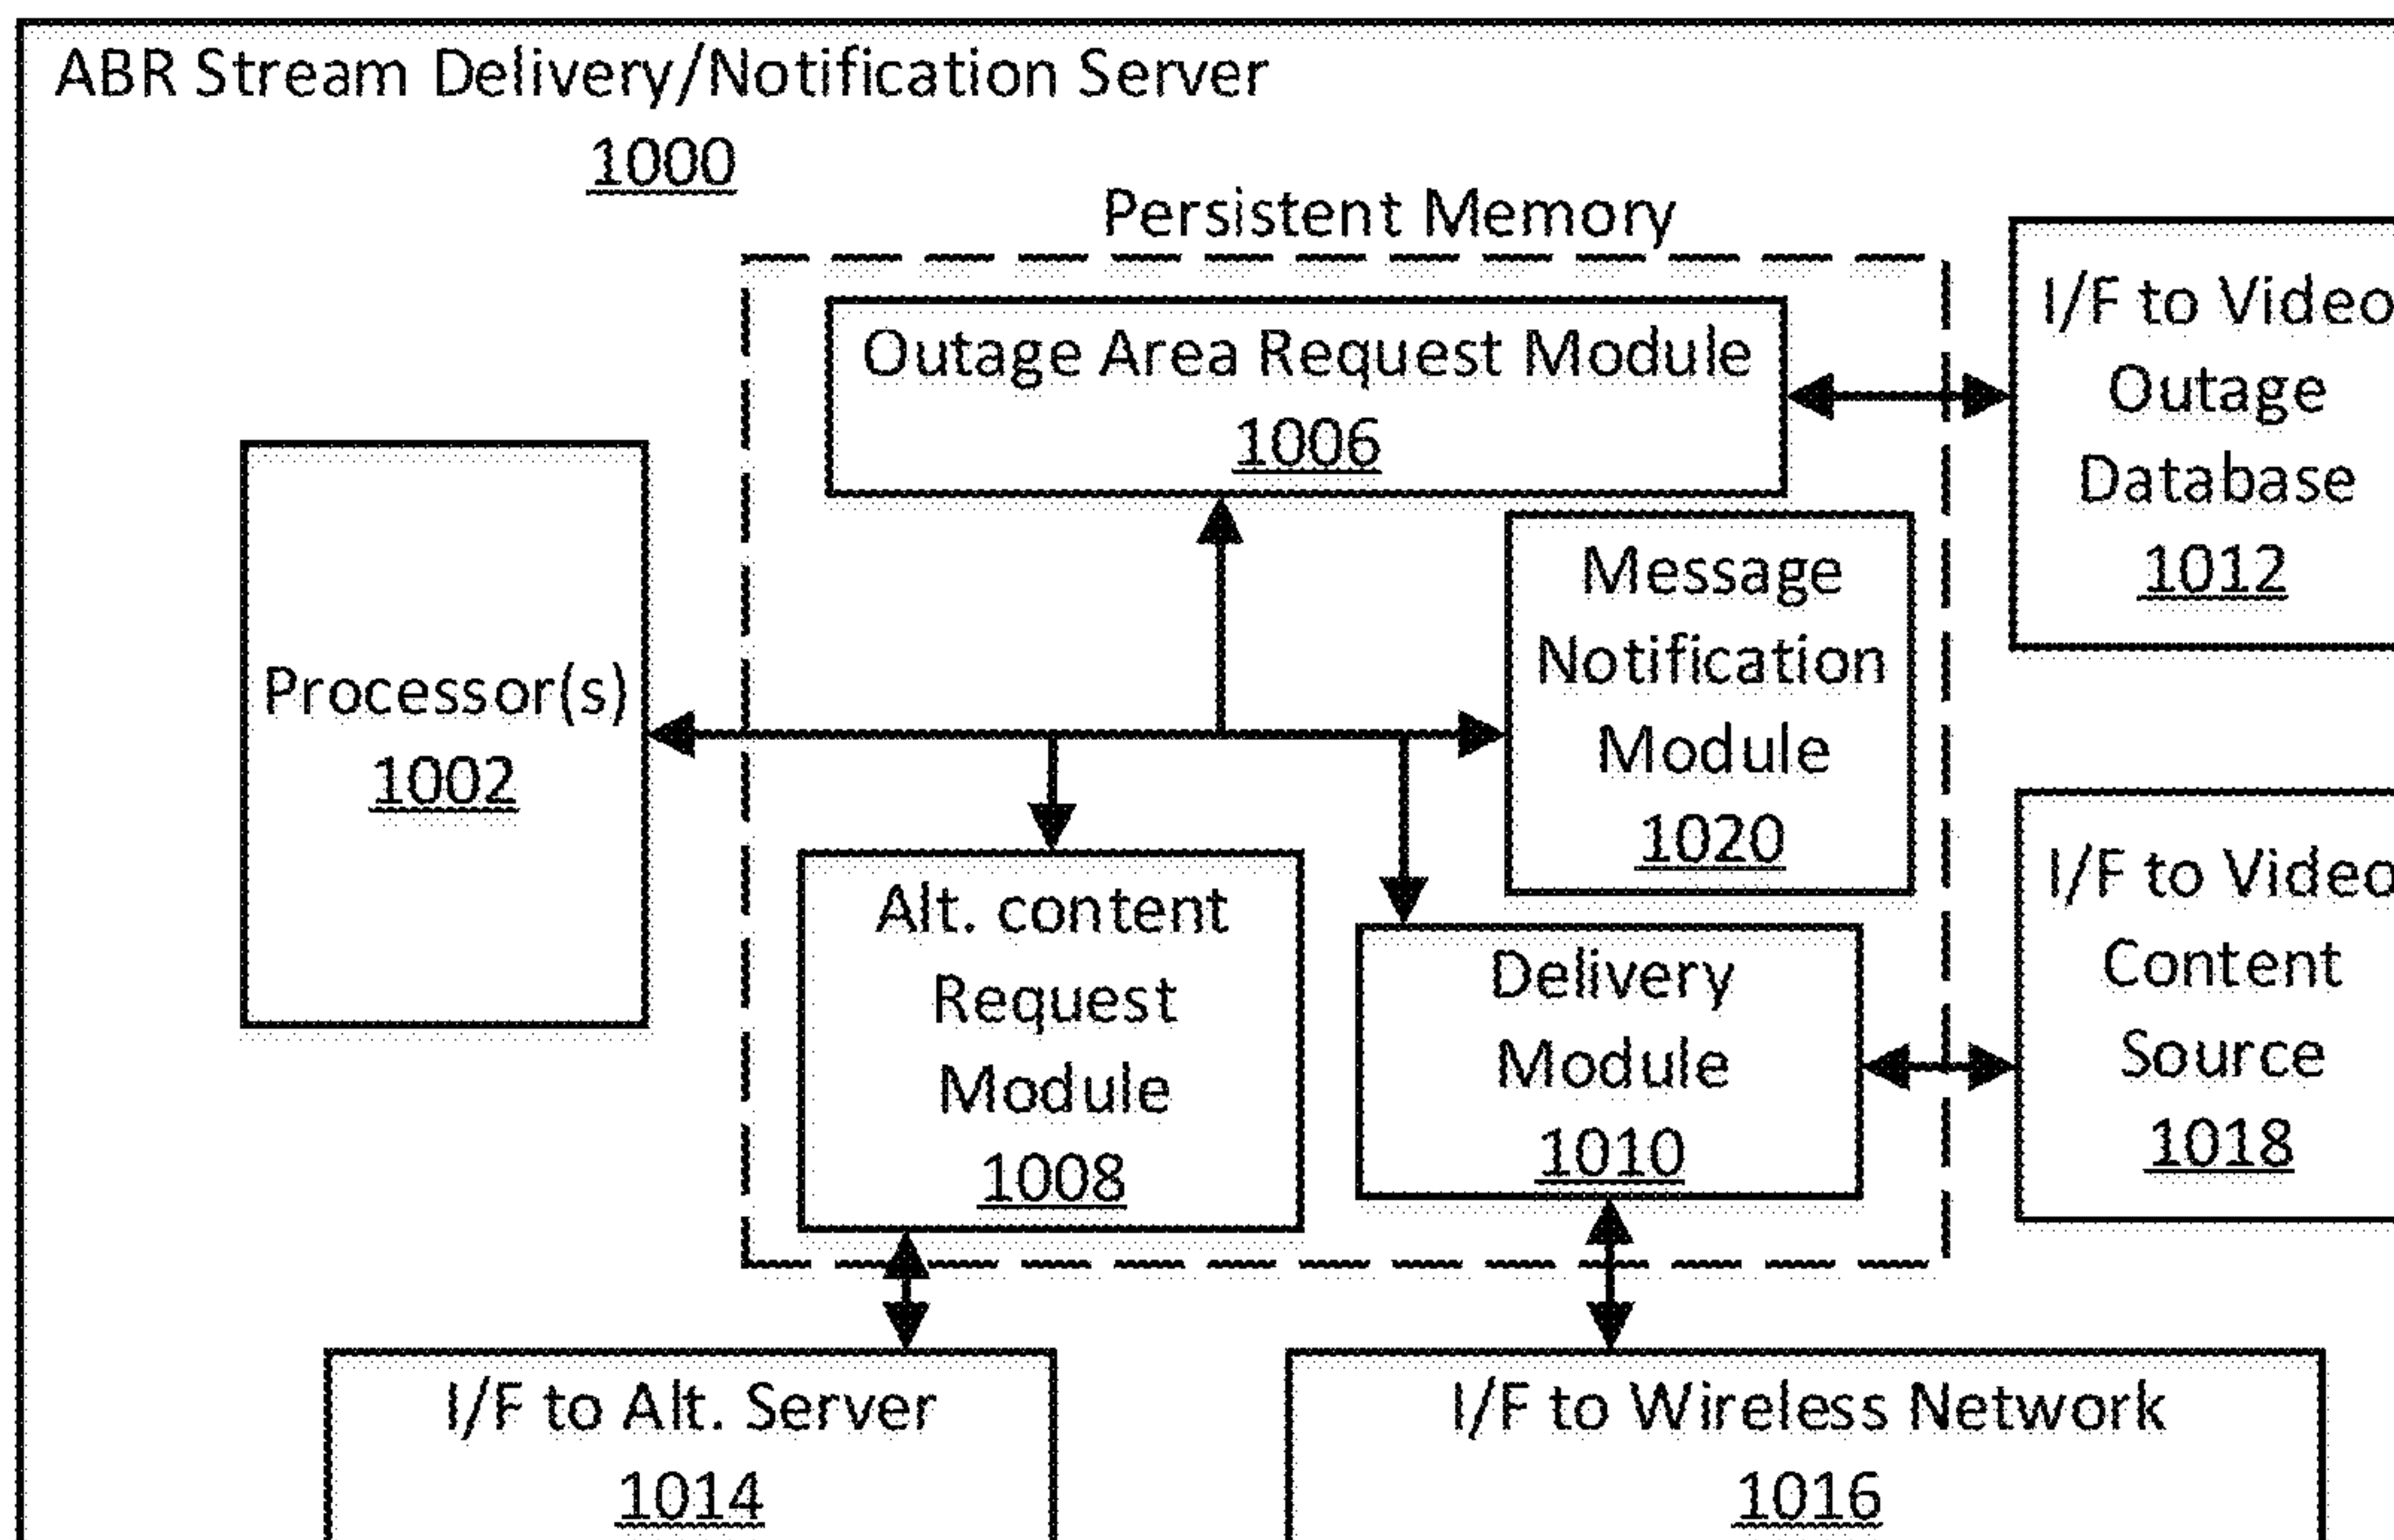 ABR Stream Delivery/Notification Server
1000
Persistent Memory
Outage Area Request Module
1006
I/F to Video
Outage
Database
1012
Processor(s)
1002
Message
Notification
Module
1020
Alt. content
Request
Module
1008
Delivery
Module
1010
I/F to Video
Content
Source
1018
I/F to Alt. Server
1014
I/F to Wireless Network
1016